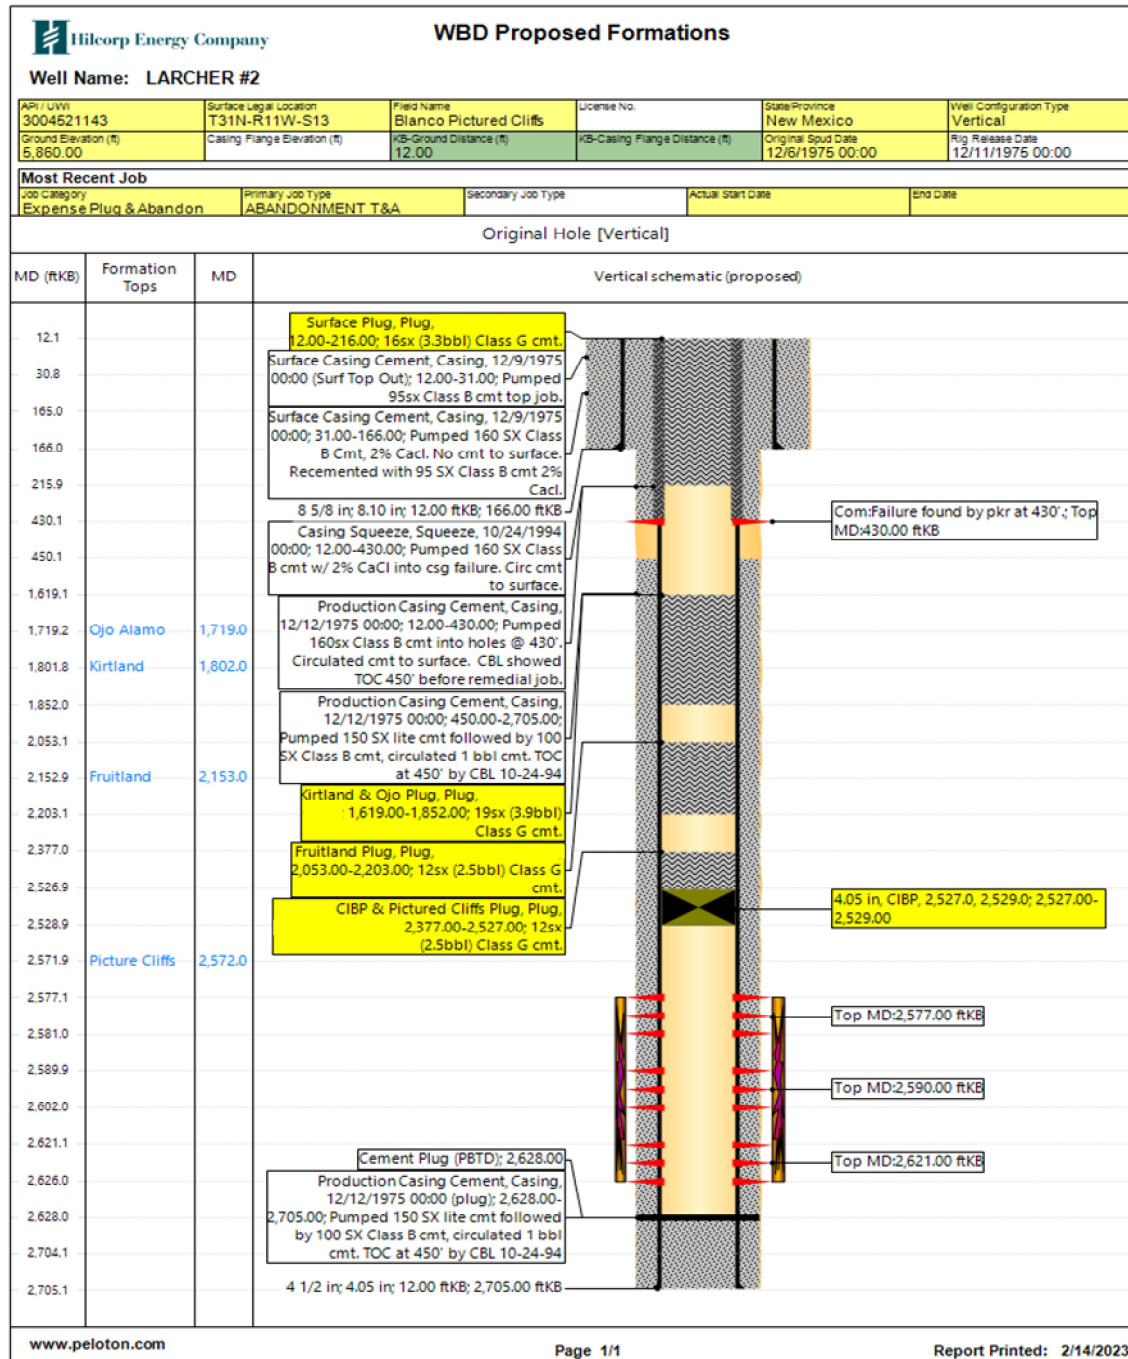 Hilcorp Energy Company
WBD Proposed Formations
Well Name: LARCHER #2
API / UWI
3004521143
Surface Legal Location
T31N-R11W-S13
Field Name
Blanco Pictured Cliffs
License No.
State/Province
New Mexico
Well Configuration Type
Vertical
Ground Elevation (ft)
5,860.00
Casing Flange Elevation (ft)
KB-Ground Distance (ft)
12.00
KB-Casing Flange Distance (ft)
Original Spud Date
12/6/1975 00:00
Rig Release Date
12/11/1975 00:00
Most Recent Job
Job Category
Expense Plug & Abandon
Primary Job Type
ABANDONMENT T&A
Secondary Job Type
Actual Start Date
End Date
Original Hole [Vertical]
MD (ftKB)
Formation
Tops
MD
Vertical schematic (proposed)
12.1
30.8
165.0
166.0
215.9
430.1
450.1
1,619.1
1,719.2 Ojo Alamo 1,719.0
1,801.8 Kirtland 1,802.0
1,852.0
2,053.1
2,152.9 Fruitland 2,153.0
2,203.1
2,377.0
2,526.9
2,528.9
2,571.9 Picture Cliffs 2,572.0
2,577.1
2,581.0
2,589.9
2,602.0
2,621.1
2,626.0
2,628.0
2,704.1
2,705.1
Surface Plug, Plug,
12.00-216.00; 16sx (3.3bbl) Class G cmt.
Surface Casing Cement, Casing, 12/9/1975
00:00 (Surf Top Out); 12.00-31.00; Pumped
95sx Class B cmt top job.
Surface Casing Cement, Casing, 12/9/1975
00:00; 31.00-166.00; Pumped 160 SX Class
B Cmt, 2% Cacl. No cmt to surface.
Recemented with 95 SX Class B cmt 2%
Cacl.
8 5/8 in; 8.10 in; 12.00 ftKB; 166.00 ftKB
Casing Squeeze, Squeeze, 10/24/1994
00:00; 12.00-430.00; Pumped 160 SX Class
B cmt w/ 2% CaCl into csg failure. Circ cmt
to surface.
Production Casing Cement, Casing,
12/12/1975 00:00; 12.00-430.00; Pumped
160sx Class B cmt into holes @ 430'.
Circulated cmt to surface. CBL showed
TOC 450' before remedial job.
Production Casing Cement, Casing,
12/12/1975 00:00; 450.00-2,705.00;
Pumped 150 SX lite cmt followed by 100
SX Class B cmt, circulated 1 bbl cmt. TOC
at 450' by CBL 10-24-94
Kirtland & Ojo Plug, Plug,
: 1,619.00-1,852.00; 19sx (3.9bbl)
Class G cmt.
Fruitland Plug, Plug,
2,053.00-2,203.00; 12sx (2.5bbl) Class G
cmt.
CIBP & Pictured Cliffs Plug, Plug,
2,377.00-2,527.00; 12sx
(2.5bbl) Class G cmt.
Cement Plug (PBTD); 2,628.00
Production Casing Cement, Casing,
12/12/1975 00:00 (plug); 2,628.00-
2,705.00; Pumped 150 SX lite cmt followed
by 100 SX Class B cmt, circulated 1 bbl
cmt. TOC at 450' by CBL 10-24-94
4 1/2 in; 4.05 in; 12.00 ftKB; 2,705.00 ftKB
Com:Failure found by pkr at 430'.; Top
MD:430.00 ftKB
4.05 in, CIBP, 2,527.0, 2,529.0; 2,527.00-
2,529.00
Top MD:2,577.00 ftKB
Top MD:2,590.00 ftKB
Top MD:2,621.00 ftKB
www.peloton.com
Page 1/1
Report Printed: 2/14/2023